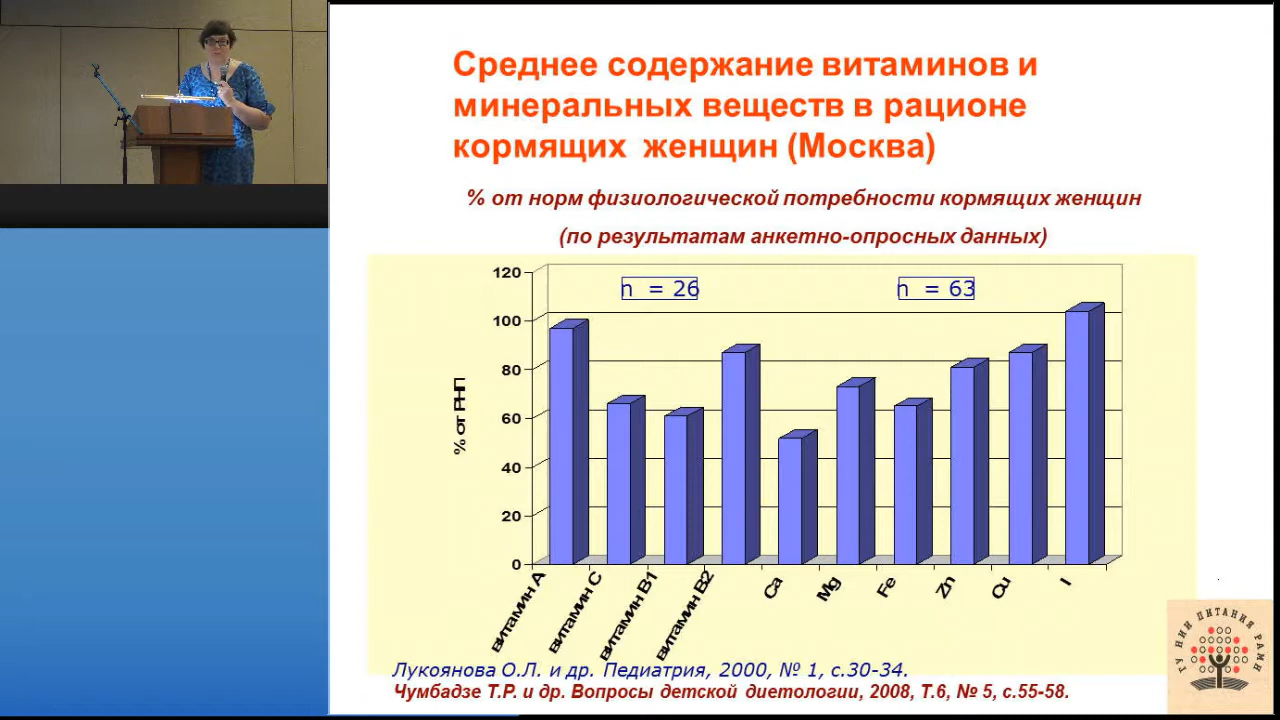 Среднее содержание витаминов и
минеральных веществ в рационе
кормящих женщин (Москва)
% от норм физиологической потребности кормящих женщин
(по результатам анкетно-опросных данных)
n = 26
n = 63
% от РНП
120
100
80
60
40
20
0
витамин А
витамин С
витамин В1
витамин В2
Ca
Mg
Fe
Zn
Cu
I
Лукоянова О.Л. и др. Педиатрия, 2000, № 1, с.30-34.
Чумбадзе Т.Р. и др. Вопросы детской диетологии, 2008, Т.6, № 5, с.55-58.
ГУ НИИ ПИТАНИЯ РАМН